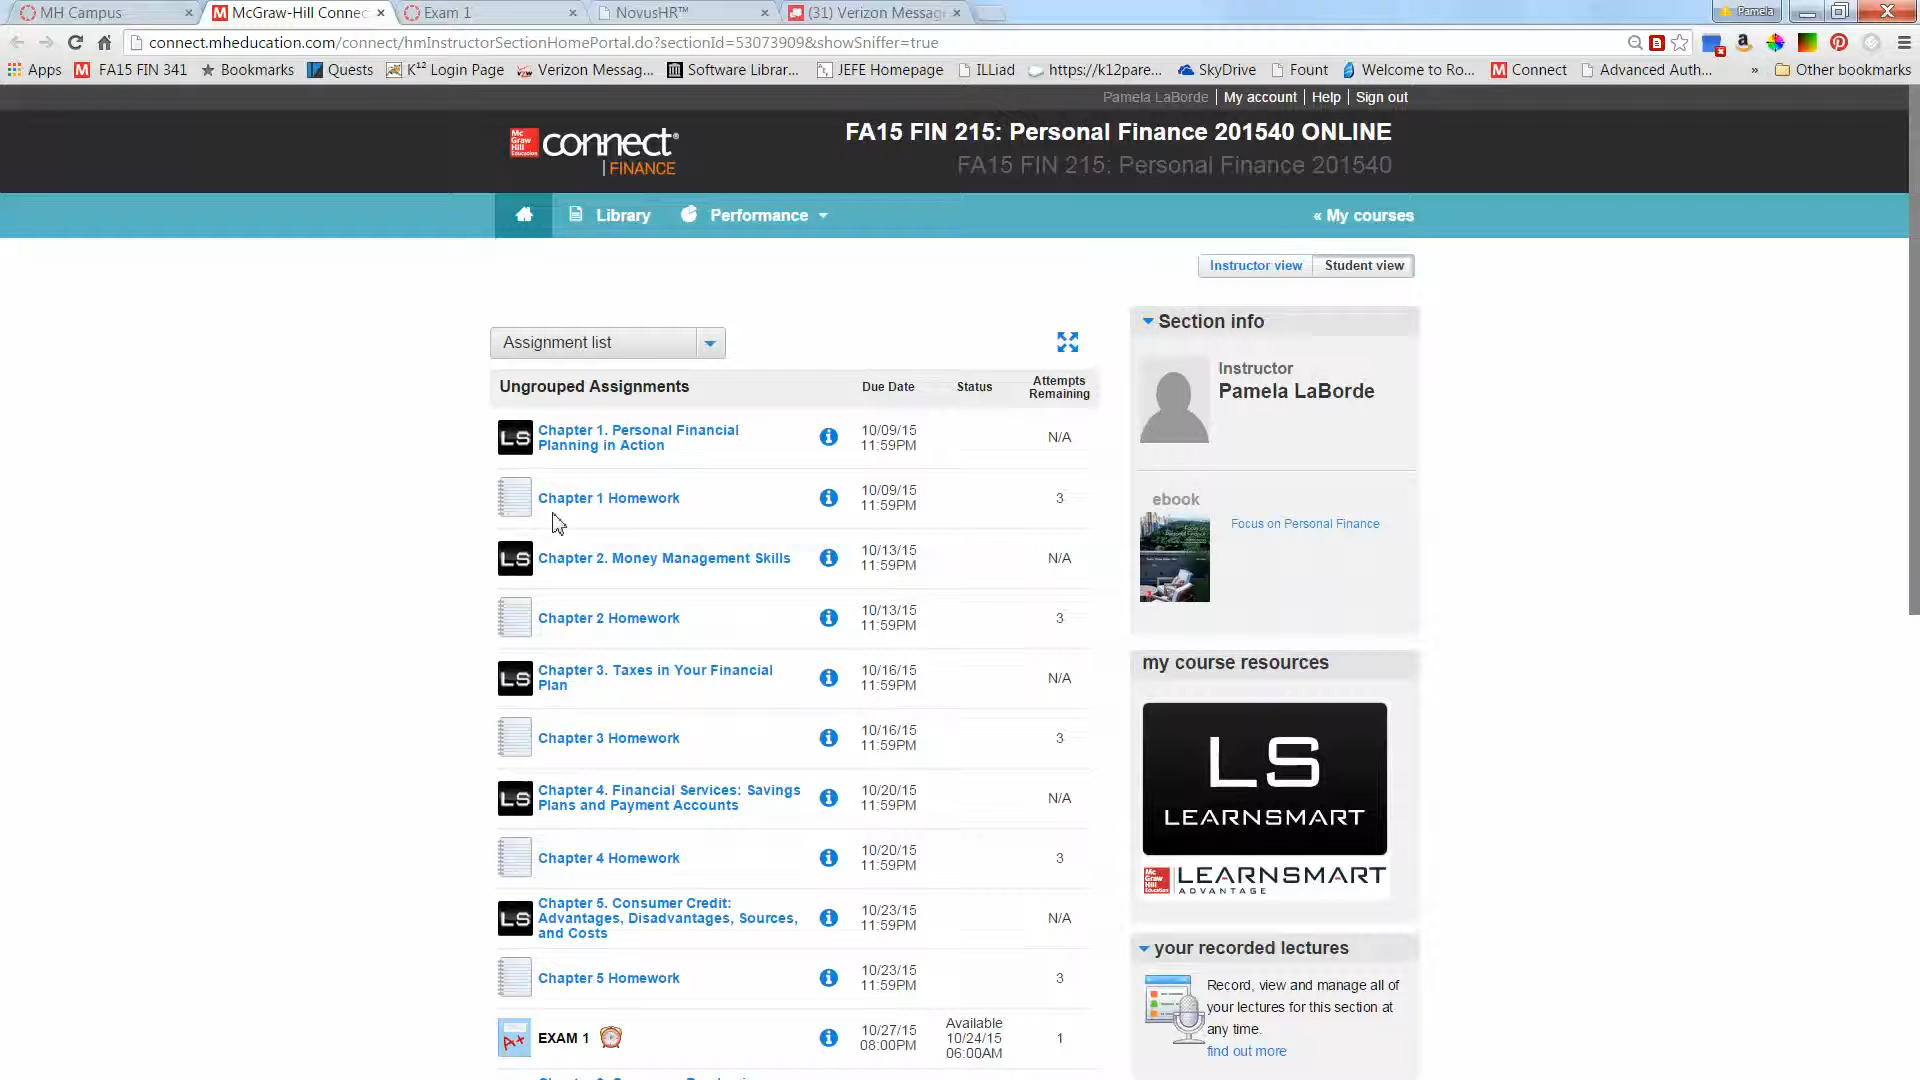 MH Campus
McGraw-Hill Connec
Exam 1
NovusHR™
(31) Verizon Messag
Pamela
connect.mheducation.com/connect/hmInstructorSectionHomePortal.do?sectionId=53073909&showSniffer=true
Apps
FA15 FIN 341
Bookmarks
Quests
K¹² Login Page
Verizon Messag...
Software Librar...
JEFE Homepage
ILLiad
https://k12pare...
SkyDrive
Fount
Welcome to Ro...
Connect
Advanced Auth...
»
Other bookmarks
Pamela LaBorde
My account
Help
Sign out
Mc Graw Hill Education
connect®
FINANCE
FA15 FIN 215: Personal Finance 201540 ONLINE
FA15 FIN 215: Personal Finance 201540
Library
Performance
« My courses
Instructor view
Student view
Assignment list
Ungrouped Assignments
Due Date
Status
Attempts
Remaining
LS
Chapter 1. Personal Financial
Planning in Action
10/09/15
11:59PM
N/A
Chapter 1 Homework
10/09/15
11:59PM
3
LS
Chapter 2. Money Management Skills
10/13/15
11:59PM
N/A
Chapter 2 Homework
10/13/15
11:59PM
3
LS
Chapter 3. Taxes in Your Financial
Plan
10/16/15
11:59PM
N/A
Chapter 3 Homework
10/16/15
11:59PM
3
LS
Chapter 4. Financial Services: Savings
Plans and Payment Accounts
10/20/15
11:59PM
N/A
Chapter 4 Homework
10/20/15
11:59PM
3
LS
Chapter 5. Consumer Credit:
Advantages, Disadvantages, Sources,
and Costs
10/23/15
11:59PM
N/A
Chapter 5 Homework
10/23/15
11:59PM
3
A+
EXAM 1
10/27/15
08:00PM
Available
10/24/15
06:00AM
1
Section info
Instructor
Pamela LaBorde
ebook
Focus on Personal Finance
my course resources
LS
LEARNSMART
Mc Graw Hill Education
LEARNSMART
ADVANTAGE
your recorded lectures
Record, view and manage all of
your lectures for this section at
any time.
find out more